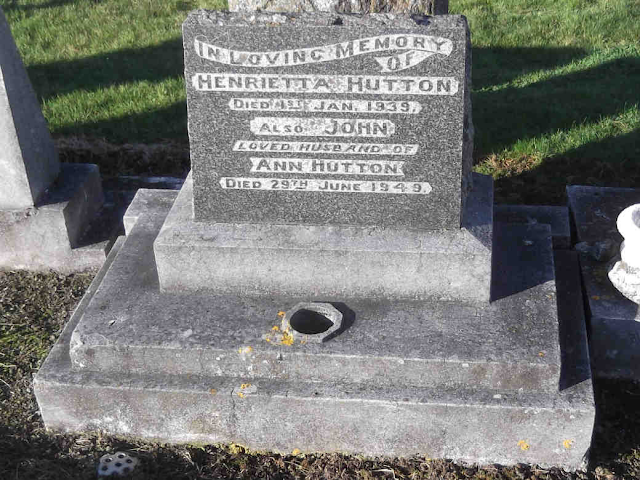 IN LOVING MEMORY
OF
HENRIETTA HUTTON
DIED 1ST JAN. 1939.
ALSO JOHN
LOVED HUSBAND OF
ANN HUTTON
DIED 29TH JUNE 1949.